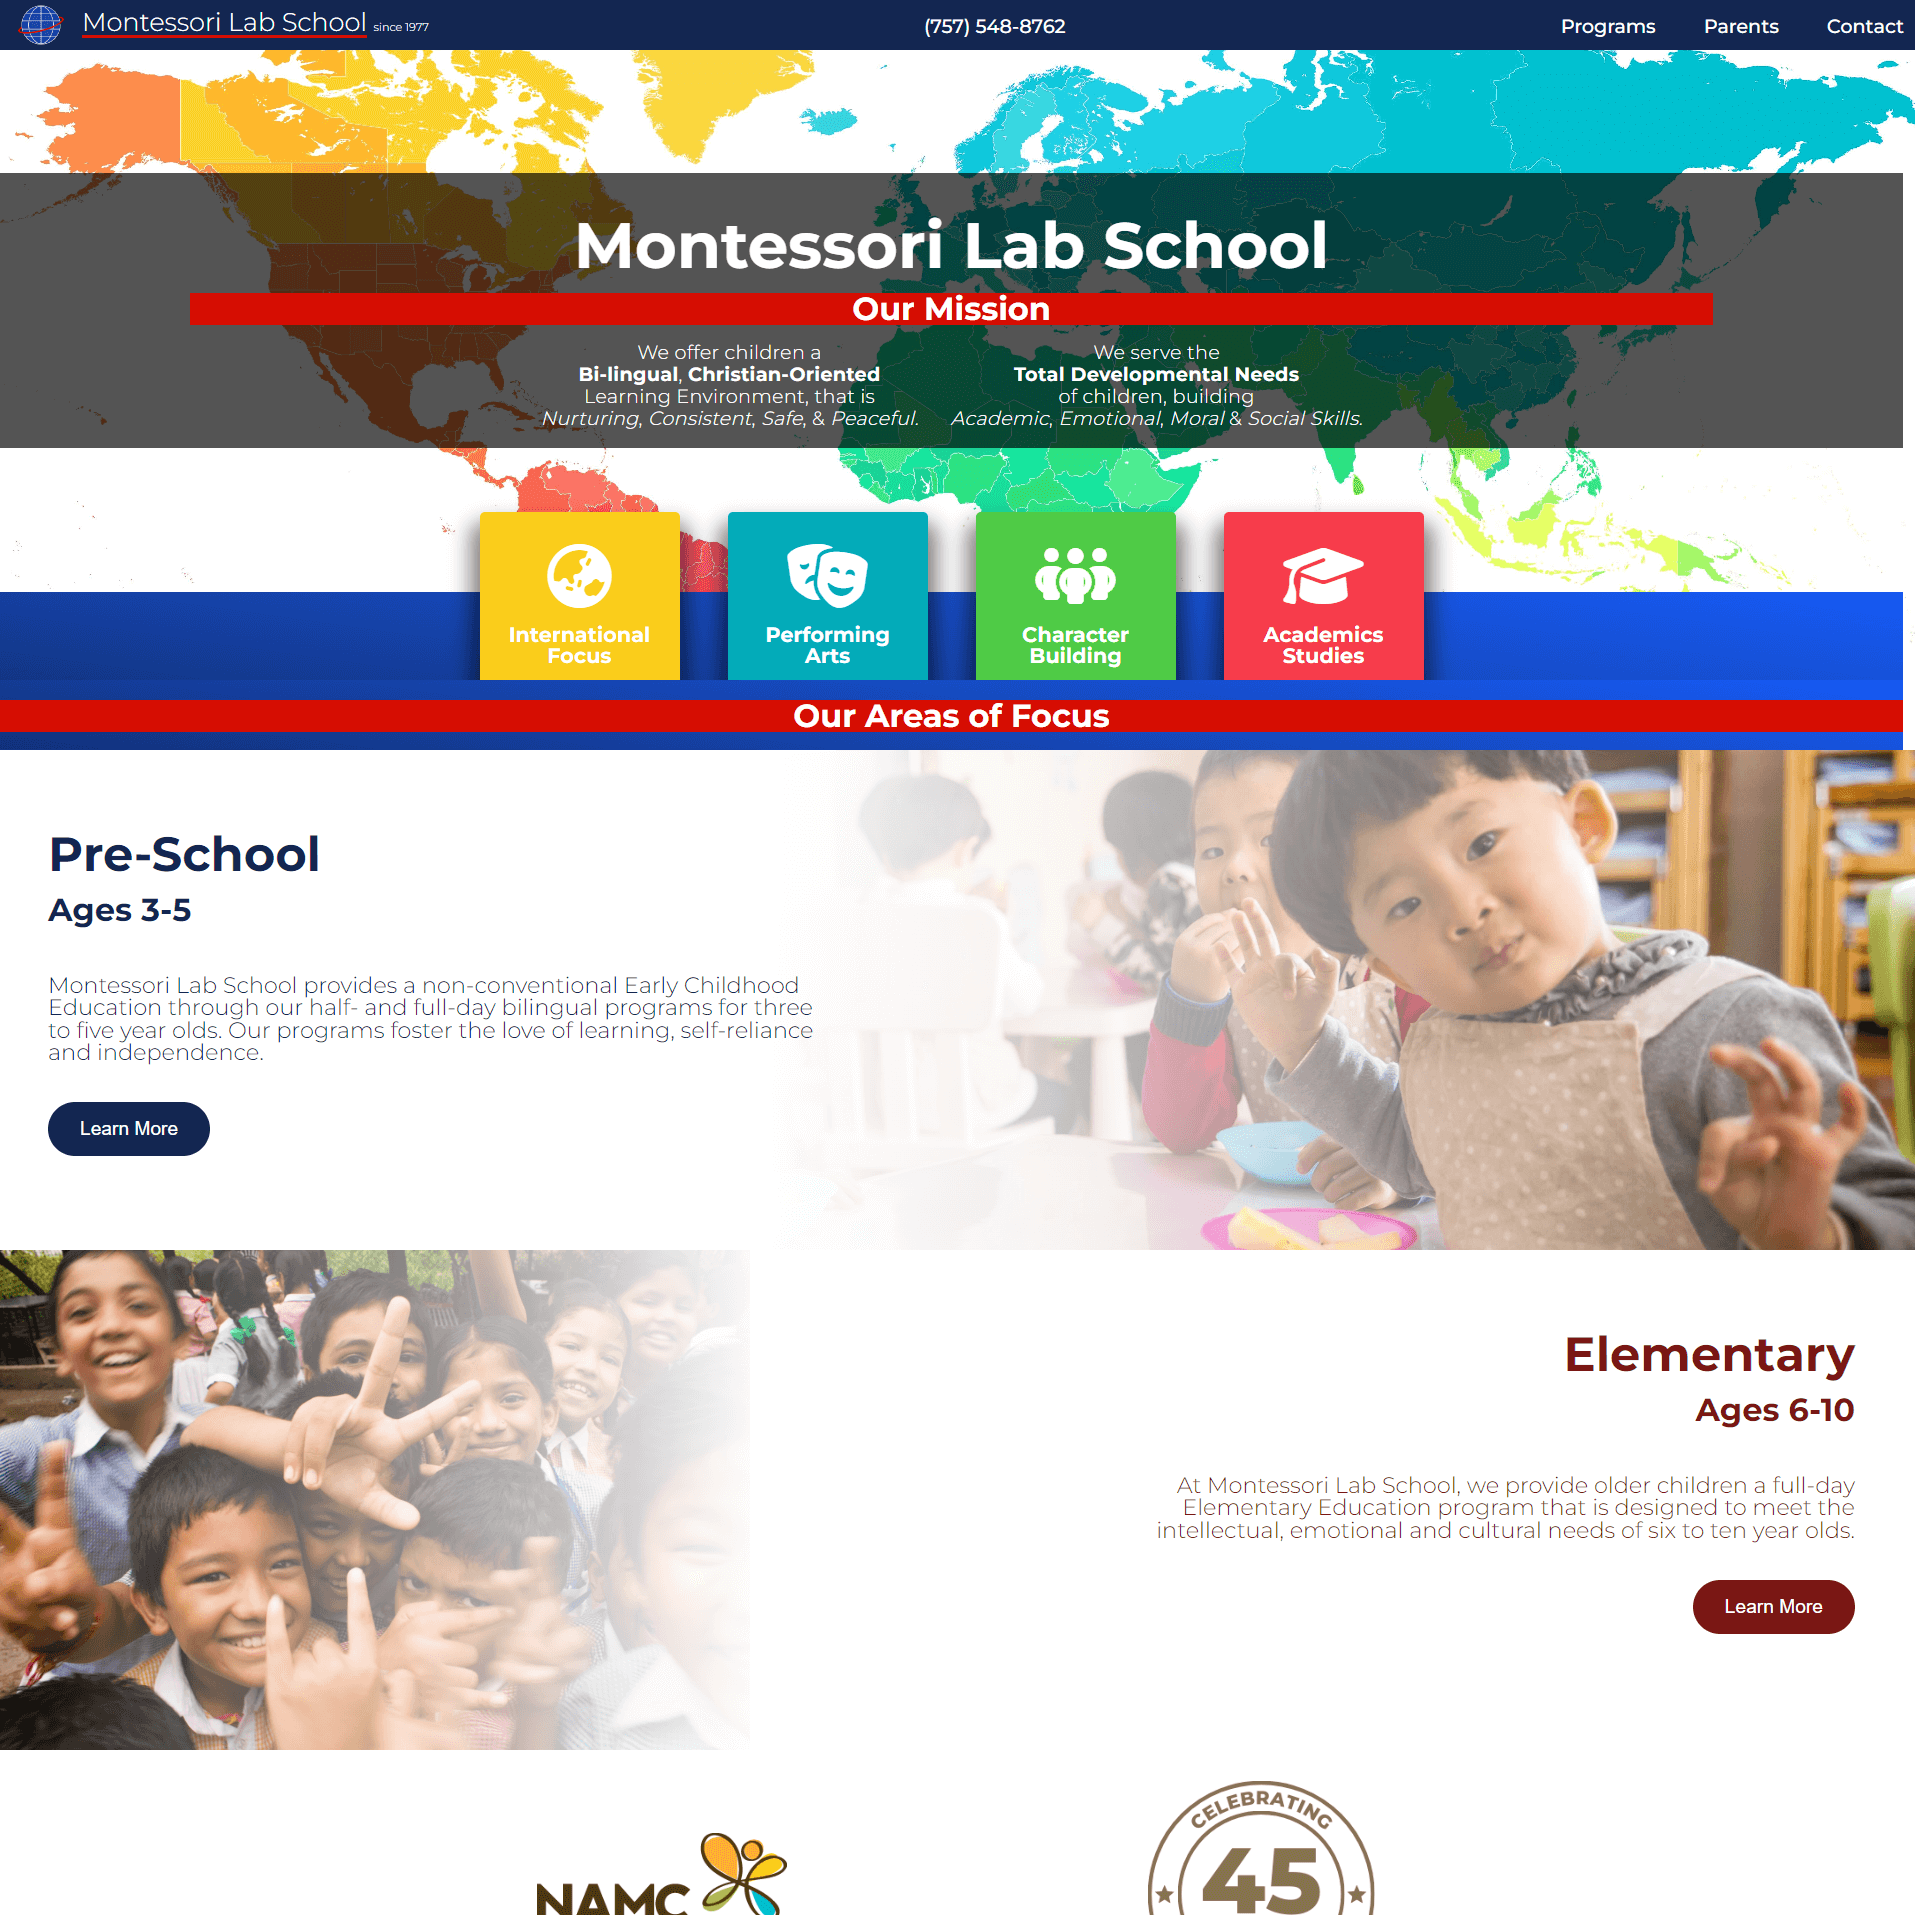 Montessori Lab School since 1977
(757) 548-8762
Programs
Parents
Contact
Montessori Lab School
Our Mission
We offer children a
Bi-lingual, Christian-Oriented
Learning Environment, that is
Nurturing, Consistent, Safe, & Peaceful.
We serve the
Total Developmental Needs
of children, building
Academic, Emotional, Moral & Social Skills.
International
Focus
Performing
Arts
Character
Building
Academics
Studies
Our Areas of Focus
Pre-School
Ages 3-5
Montessori Lab School provides a non-conventional Early Childhood
Education through our half- and full-day bilingual programs for three
to five year olds. Our programs foster the love of learning, self-reliance
and independence.
Learn More
Elementary
Ages 6-10
At Montessori Lab School, we provide older children a full-day
Elementary Education program that is designed to meet the
intellectual, emotional and cultural needs of six to ten year olds.
Learn More
NAMC
CELEBRATING
45